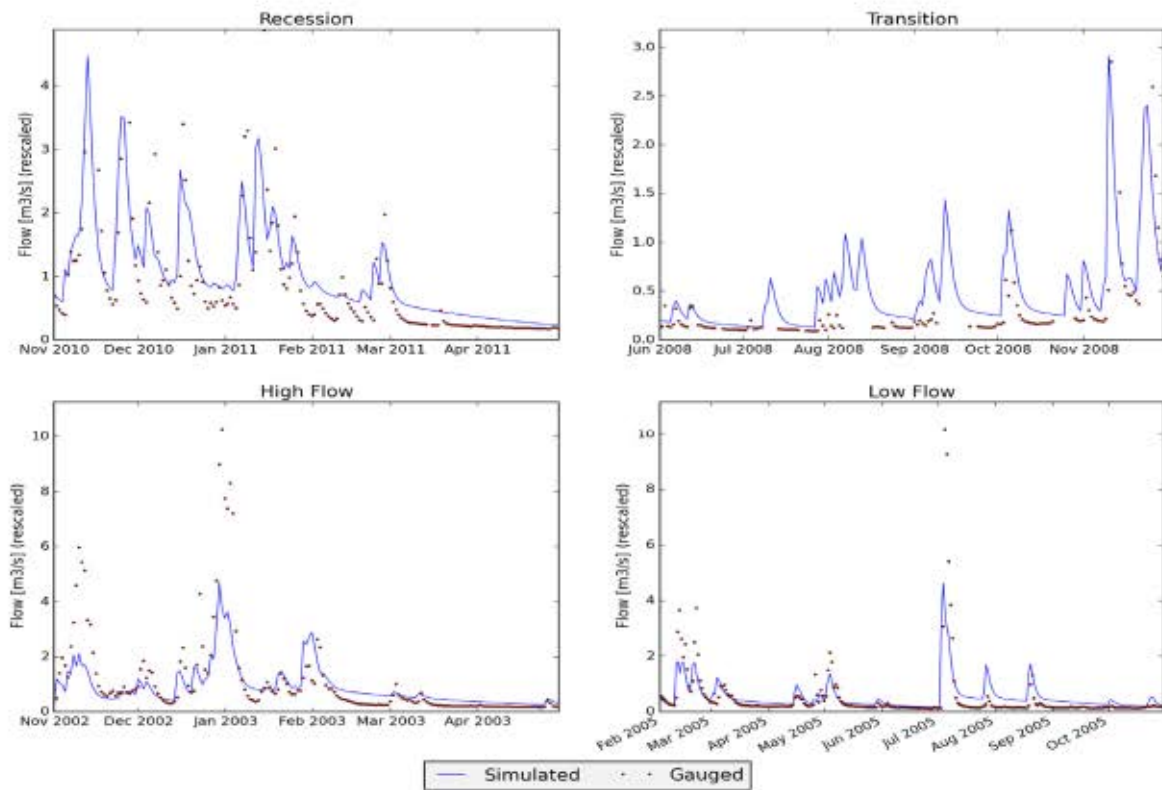 Recession
Flow [m3/s] (rescaled)
4
3
2
1
0
Nov 2010 Dec 2010 Jan 2011 Feb 2011 Mar 2011 Apr 2011
Transition
Flow [m3/s] (rescaled)
3.0
2.5
2.0
1.5
1.0
0.5
0.0
Jun 2008 Jul 2008 Aug 2008 Sep 2008 Oct 2008 Nov 2008
High Flow
Flow [m3/s] (rescaled)
10
8
6
4
2
0
Nov 2002 Dec 2002 Jan 2003 Feb 2003 Mar 2003 Apr 2003
Low Flow
Flow [m3/s] (rescaled)
10
8
6
4
2
0
Feb 2005 Mar 2005 Apr 2005 May 2005 Jun 2005 Jul 2005 Aug 2005 Sep 2005 Oct 2005
Simulated Gauged